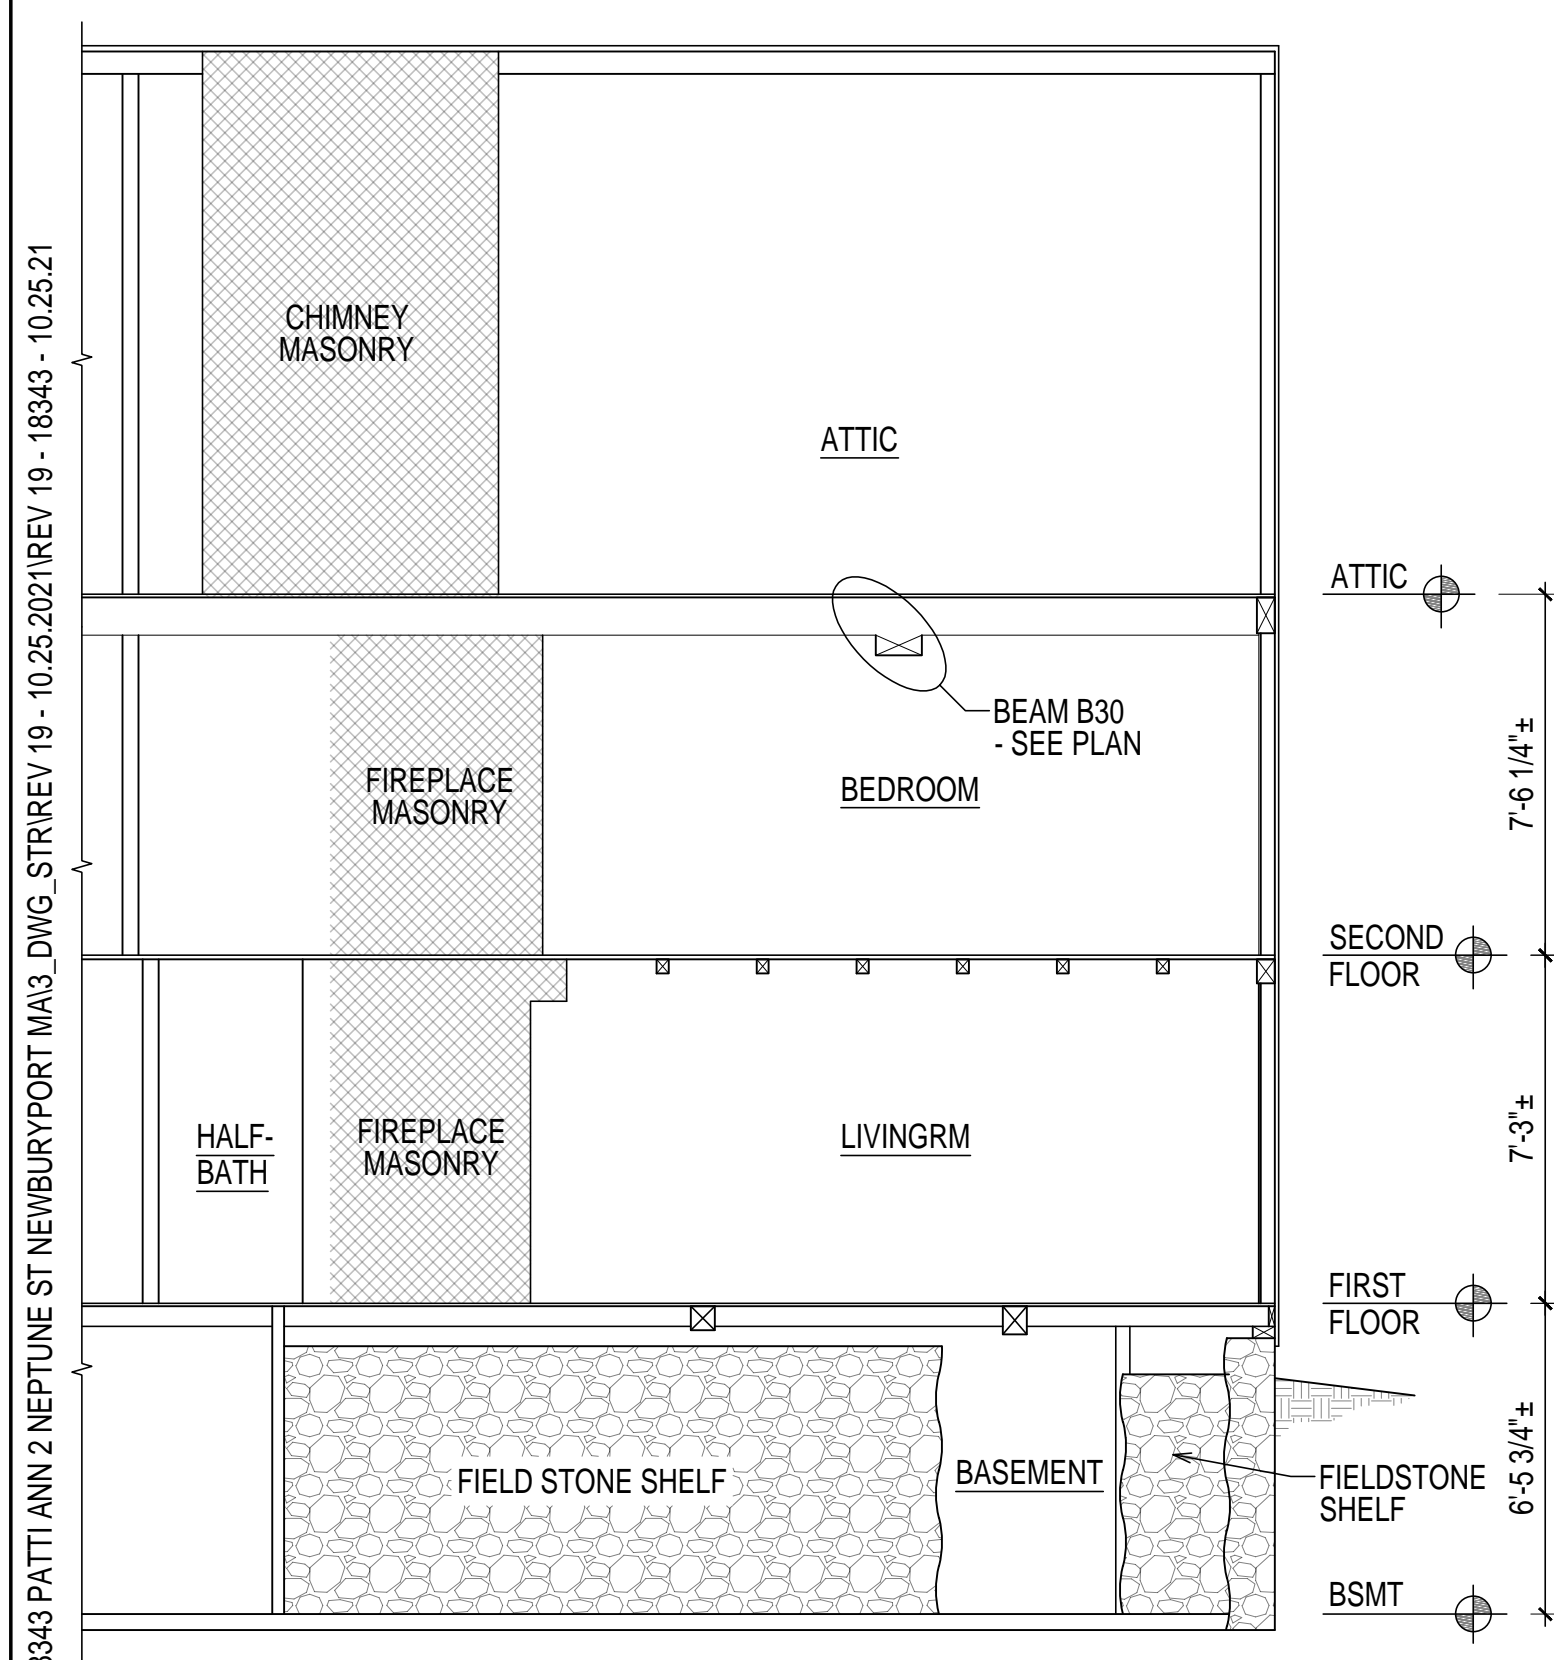 CHIMNEY
MASONRY
ATTIC
ATTIC
BEAM B30
- SEE PLAN
7'-6 1/4"±
FIREPLACE
MASONRY
BEDROOM
SECOND
FLOOR
HALF-
BATH
FIREPLACE
MASONRY
LIVINGRM
7'-3"±
FIRST
FLOOR
FIELD STONE SHELF
BASEMENT
FIELDSTONE
SHELF
6'-5 3/4"±
BSMT
8343 PATTI ANN 2 NEPTUNE ST NEWBURYPORT MA\3_DWG_STR\REV 19 - 10.25.2021\REV 19 - 18343 - 10.25.21